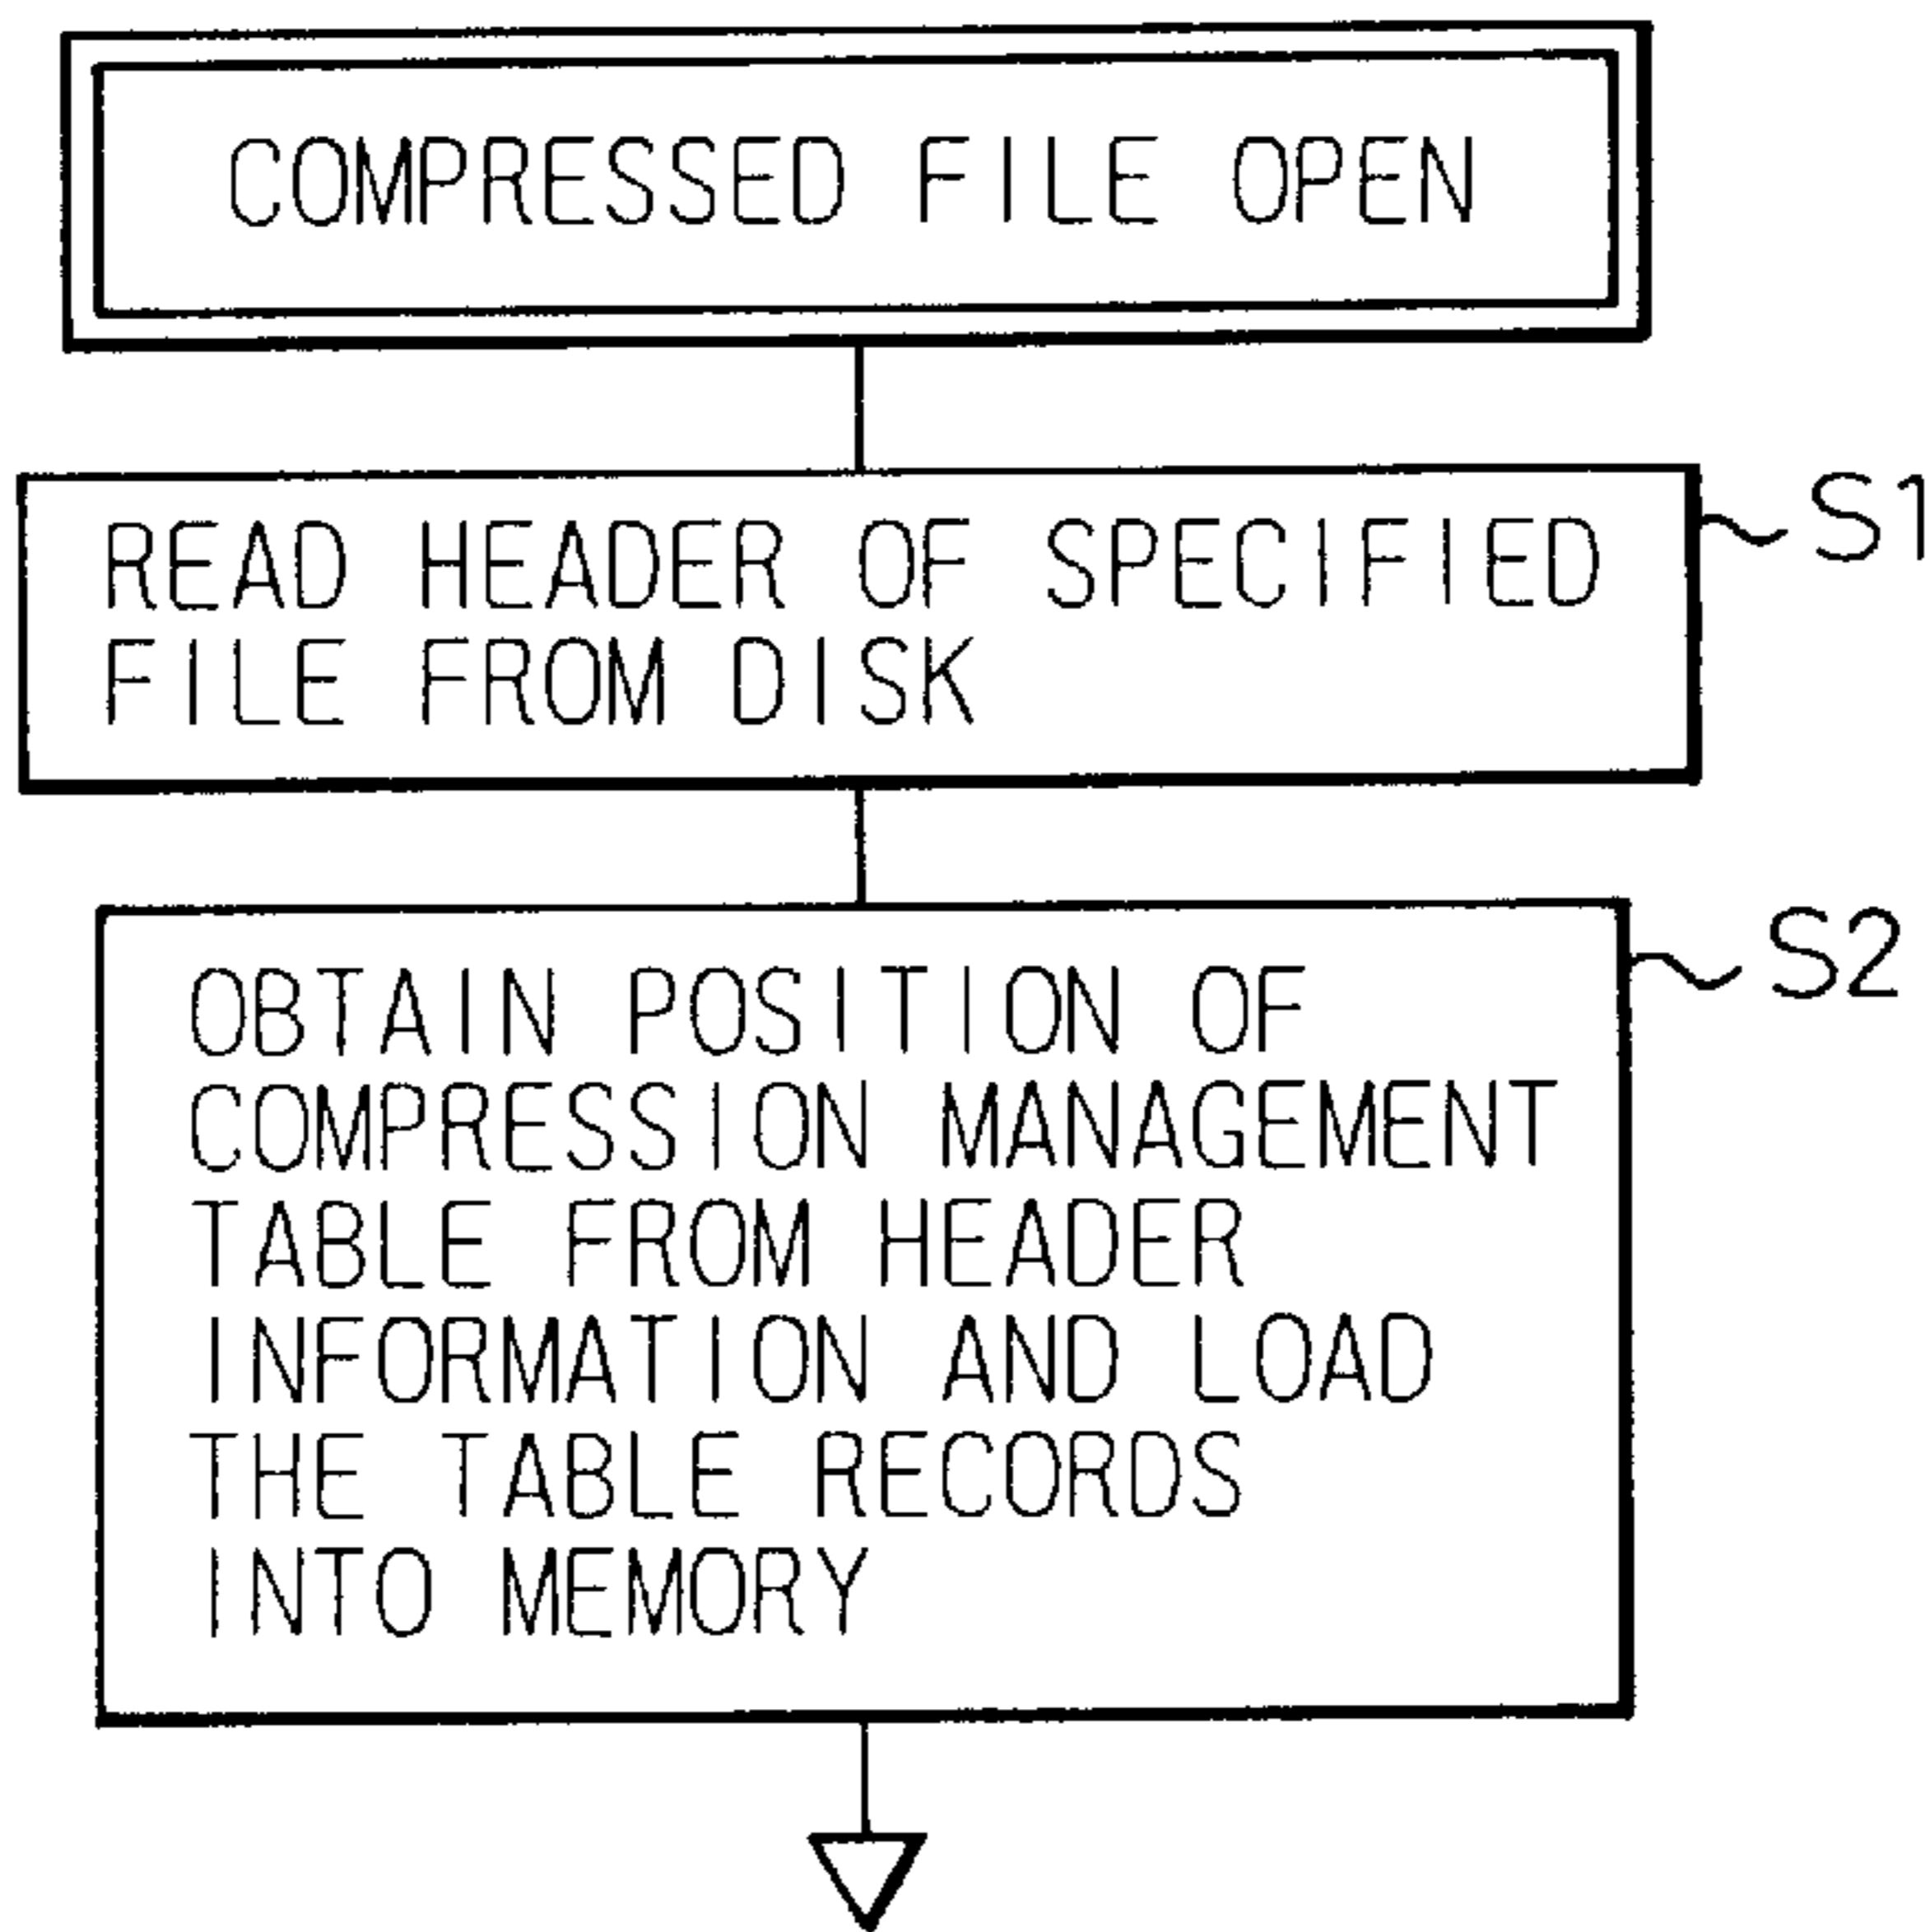 COMPRESSED FILE OPEN
READ HEADER OF SPECIFIED
FILE FROM DISK
S1
OBTAIN POSITION OF
COMPRESSION MANAGEMENT
TABLE FROM HEADER
INFORMATION AND LOAD
THE TABLE RECORDS
INTO MEMORY
S2